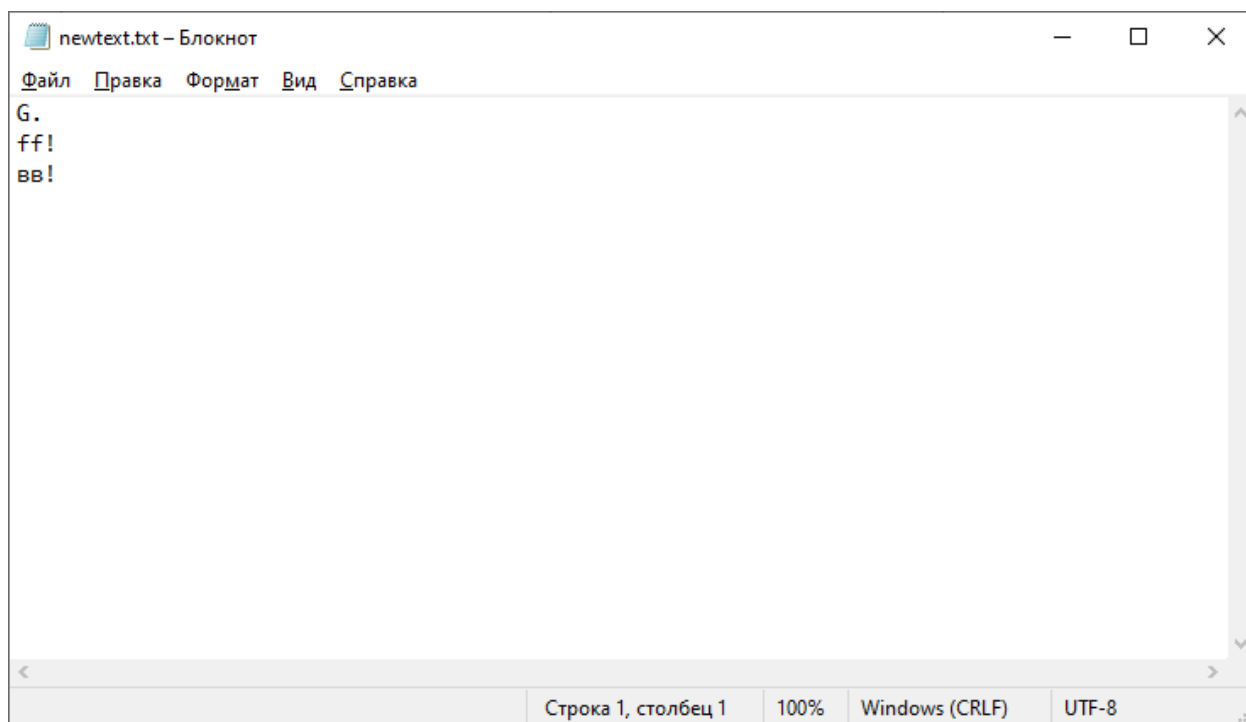 newtext.txt – Блокнот
Файл Правка Формат Вид Справка
G.
ff!
вв!
Строка 1, столбец 1 100% Windows (CRLF) UTF-8